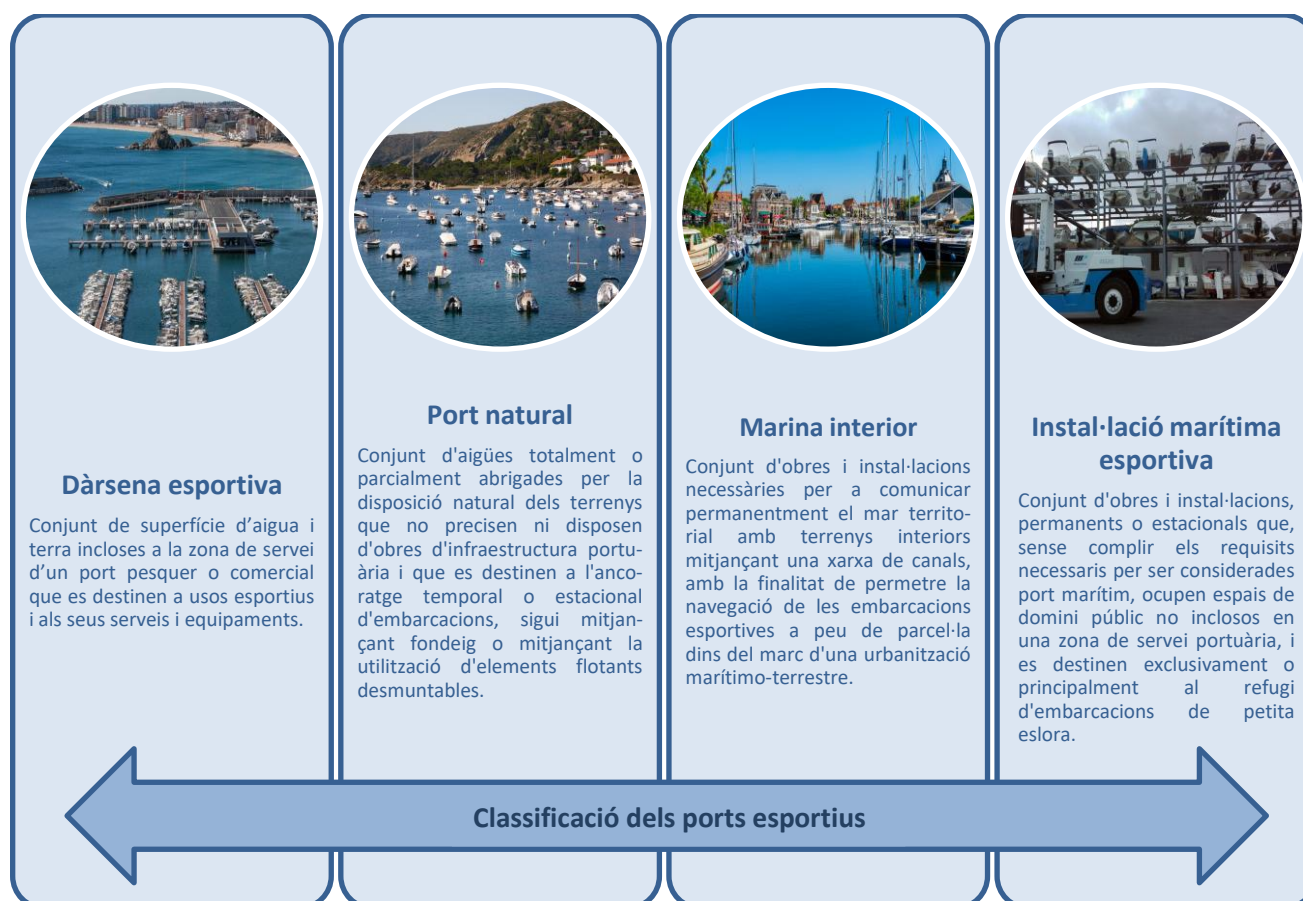 Dàrsena esportiva
Conjunt de superfície d’aigua i
terra incloses a la zona de servei
d’un port pesquer o comercial
que es destinen a usos esportius
i als seus serveis i equipaments.
Port natural
Conjunt d'aigües totalment o
parcialment abrigades per la
disposició natural dels terrenys
que no precisen ni disposen
d'obres d'infraestructura portu-
ària i que es destinen a l'anco-
ratge temporal o estacional
d'embarcacions, sigui mitjan-
çant fondeig o mitjançant la
utilització d'elements flotants
desmuntables.
Marina interior
Conjunt d'obres i instal·lacions
necessàries per a comunicar
permanentment el mar territo-
rial amb terrenys interiors
mitjançant una xarxa de canals,
amb la finalitat de permetre la
navegació de les embarcacions
esportives a peu de parcel·la
dins del marc d'una urbanització
marítimo-terrestre.
Instal·lació marítima
esportiva
Conjunt d'obres i instal·lacions,
permanents o estacionals que,
sense complir els requisits
necessaris per ser considerades
port marítim, ocupen espais de
domini públic no inclosos en
una zona de servei portuària, i
es destinen exclusivament o
principalment al refugi
d'embarcacions de petita
eslora.
Classificació dels ports esportius